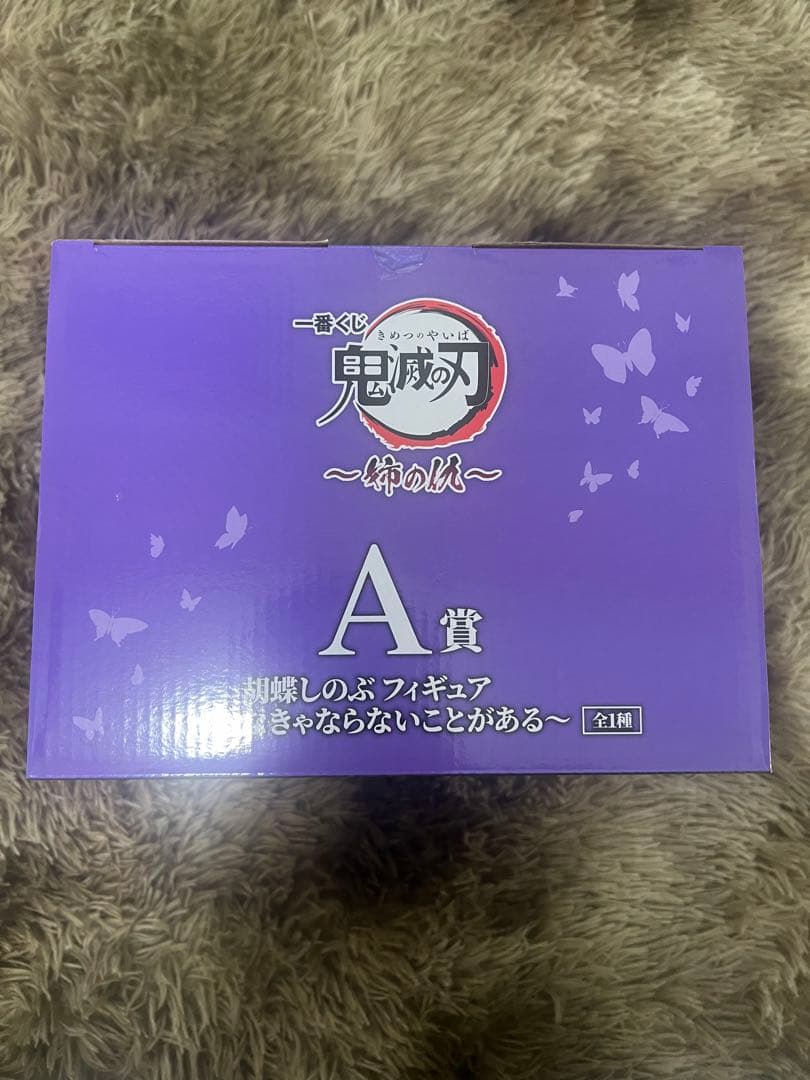 一番くじ
きめつのやいば
鬼滅の刃
～姉の仇～
A賞
胡蝶しのぶ フィギュア
なきゃならないことがある～
全1種